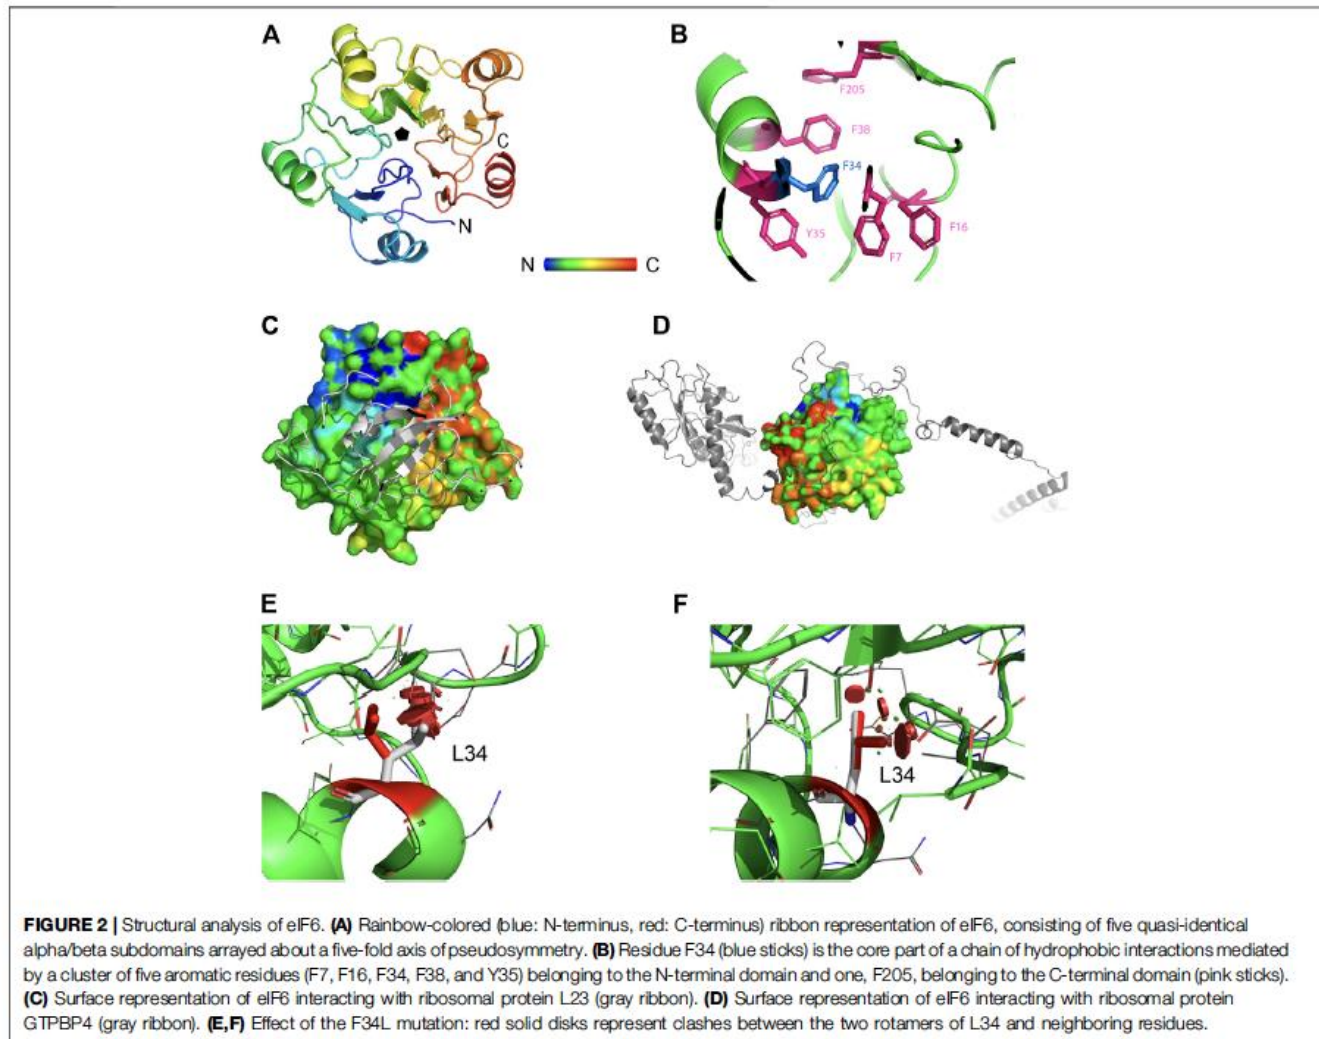 A
B
F205
F38
C
F34
N
Y35
F16
F7
N C
C
D
E
F
L34
L34
FIGURE 2 | Structural analysis of eIF6. (A) Rainbow-colored (blue: N-terminus, red: C-terminus) ribbon representation of eIF6, consisting of five quasi-identical
alpha/beta subdomains arrayed about a five-fold axis of pseudosymmetry. (B) Residue F34 (blue sticks) is the core part of a chain of hydrophobic interactions mediated
by a cluster of five aromatic residues (F7, F16, F34, F38, and Y35) belonging to the N-terminal domain and one, F205, belonging to the C-terminal domain (pink sticks).
(C) Surface representation of eIF6 interacting with ribosomal protein L23 (gray ribbon). (D) Surface representation of eIF6 interacting with ribosomal protein
GTPBP4 (gray ribbon). (E,F) Effect of the F34L mutation: red solid disks represent clashes between the two rotamers of L34 and neighboring residues.